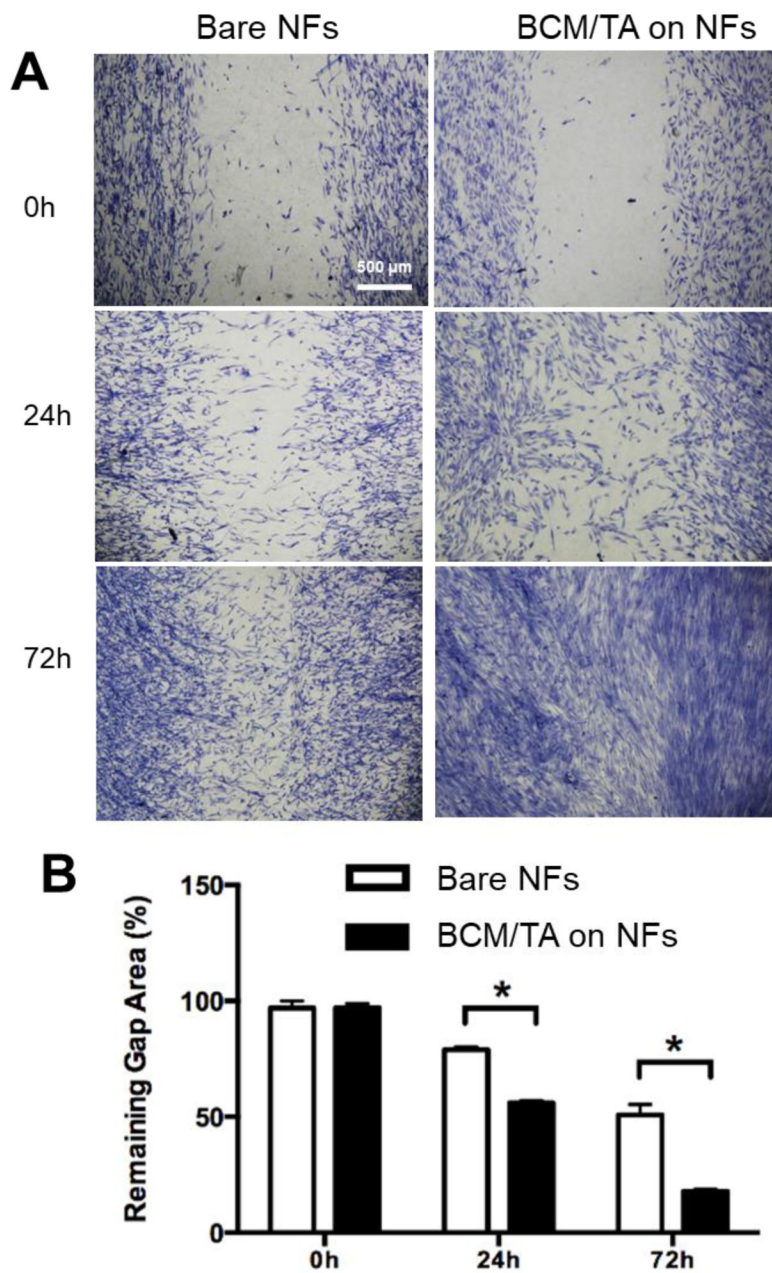 Bare NFs BCM/TA on NFs
A
0h
500 µm
24h
72h
B
Bare NFs
BCM/TA on NFs
Remaining Gap Area (%)
150
100
50
0
*
*
0h 24h 72h